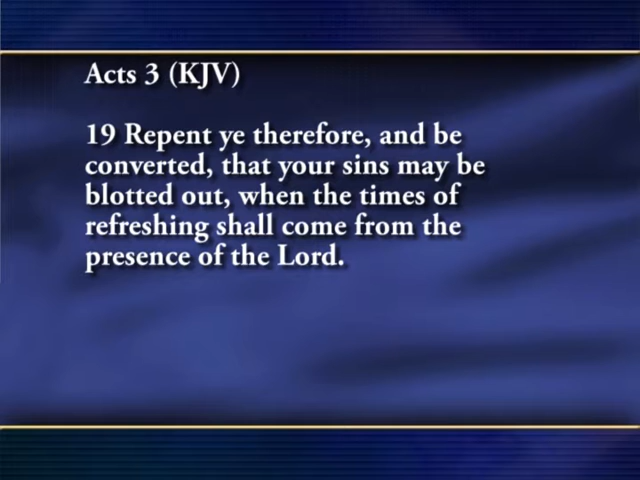 Acts 3 (KJV)
19 Repent ye therefore, and be
converted, that your sins may be
blotted out, when the times of
refreshing shall come from the
presence of the Lord.